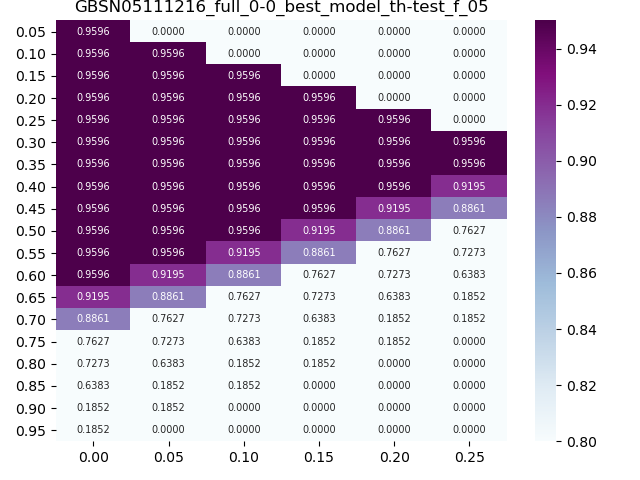 GBSN05111216_full_0-0_best_model_th-test_f_05
0.05 0.9596 0.0000 0.0000 0.0000 0.0000 0.0000
0.10 0.9596 0.9596 0.0000 0.0000 0.0000 0.0000
0.15 0.9596 0.9596 0.9596 0.0000 0.0000 0.0000
0.20 0.9596 0.9596 0.9596 0.9596 0.0000 0.0000
0.25 0.9596 0.9596 0.9596 0.9596 0.9596 0.0000
0.30 0.9596 0.9596 0.9596 0.9596 0.9596 0.9596
0.35 0.9596 0.9596 0.9596 0.9596 0.9596 0.9596
0.40 0.9596 0.9596 0.9596 0.9596 0.9596 0.9195
0.45 0.9596 0.9596 0.9596 0.9596 0.9195 0.8861
0.50 0.9596 0.9596 0.9596 0.9195 0.8861 0.7627
0.55 0.9596 0.9596 0.9195 0.8861 0.7627 0.7273
0.60 0.9596 0.9195 0.8861 0.7627 0.7273 0.6383
0.65 0.9195 0.8861 0.7627 0.7273 0.6383 0.1852
0.70 0.8861 0.7627 0.7273 0.6383 0.1852 0.1852
0.75 0.7627 0.7273 0.6383 0.1852 0.1852 0.0000
0.80 0.7273 0.6383 0.1852 0.1852 0.0000 0.0000
0.85 0.6383 0.1852 0.1852 0.0000 0.0000 0.0000
0.90 0.1852 0.1852 0.0000 0.0000 0.0000 0.0000
0.95 0.1852 0.0000 0.0000 0.0000 0.0000 0.0000
0.00 0.05 0.10 0.15 0.20 0.25
0.94
0.92
0.90
0.88
0.86
0.84
0.82
0.80